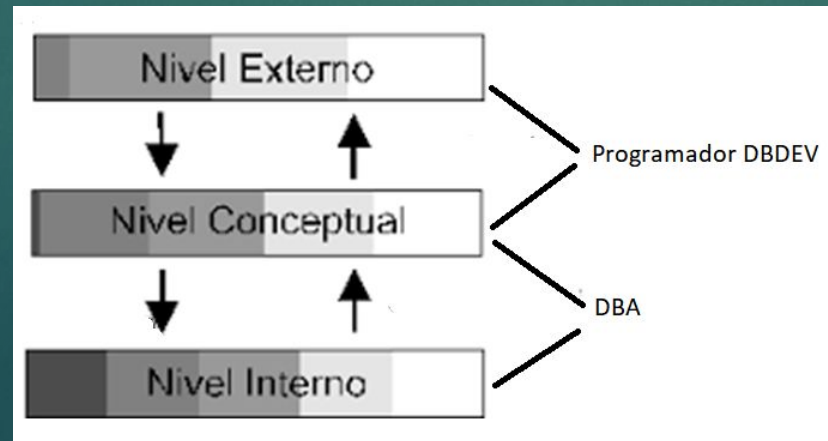 Nivel Externo
Programador DBDEV
Nivel Conceptual
DBA
Nivel Interno